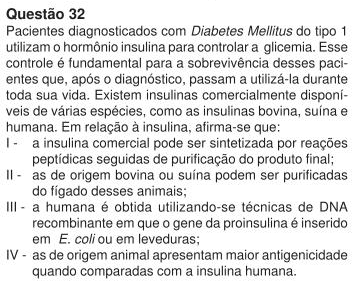 Questão 32
Pacientes diagnosticados com Diabetes Mellitus do tipo 1
utilizam o hormônio insulina para controlar a glicemia. Esse
controle é fundamental para a sobrevivência desses paci-
entes que, após o diagnóstico, passam a utilizá-la durante
toda sua vida. Existem insulinas comercialmente disponí-
veis de várias espécies, como as insulinas bovina, suína e
humana. Em relação à insulina, afirma-se que:
I - a insulina comercial pode ser sintetizada por reações
peptídicas seguidas de purificação do produto final;
II - as de origem bovina ou suína podem ser purificadas
do fígado desses animais;
III - a humana é obtida utilizando-se técnicas de DNA
recombinante em que o gene da proinsulina é inserido
em E. coli ou em leveduras;
IV - as de origem animal apresentam maior antigenicidade
quando comparadas com a insulina humana.